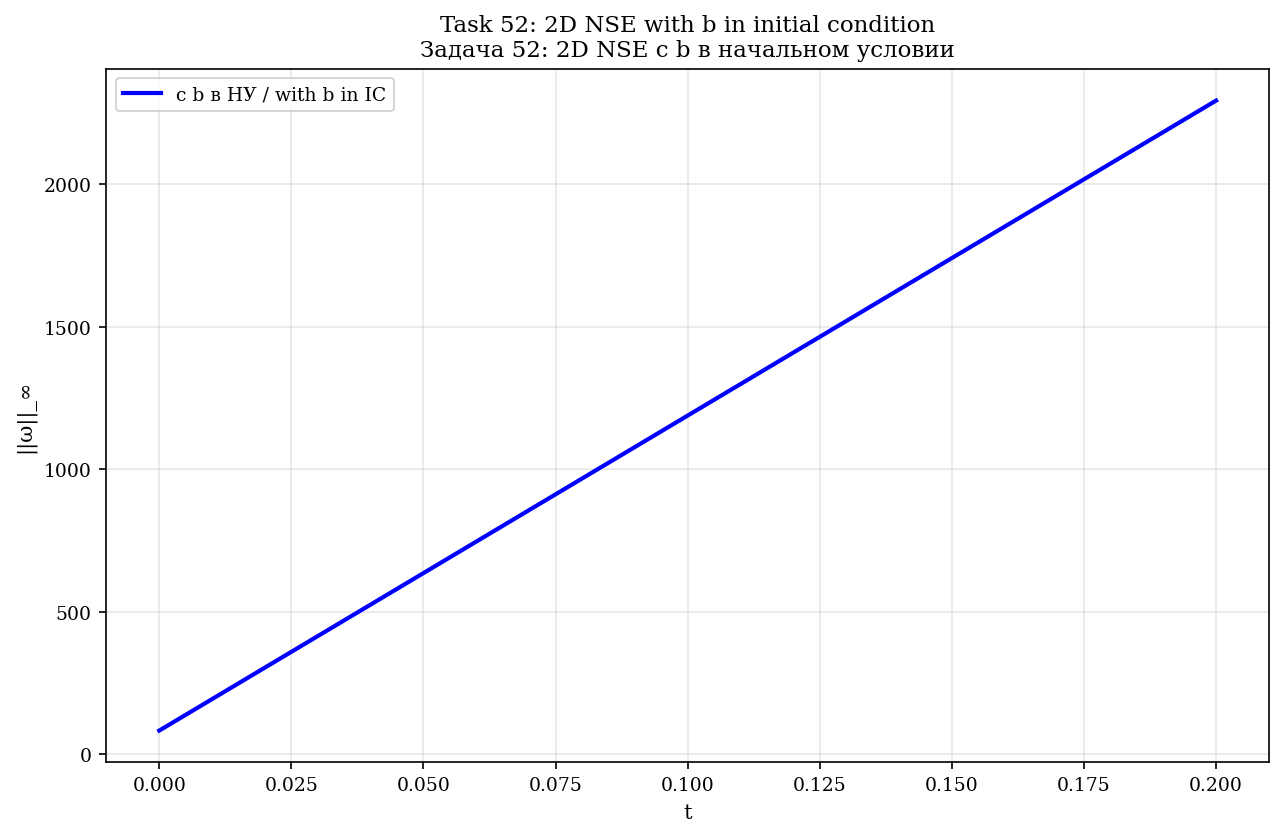 Task 52: 2D NSE with b in initial condition
Задача 52: 2D NSE с b в начальном условии
с b в НУ / with b in IC
||ω||_∞
2000
1500
1000
500
0
0.000
0.025
0.050
0.075
0.100
0.125
0.150
0.175
0.200
t